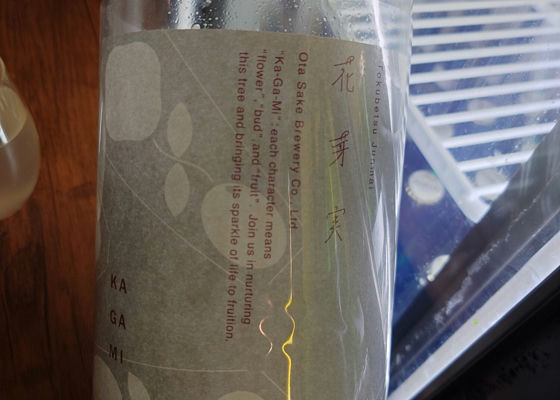 Tokubetsu Junmai
花芽実
Ota Sake Brewery Co., Ltd.
"Ka-Ga-Mi": each character means
"flower", "bud", and "fruit". Join us in nurturing
this tree and bringing its sparkle of life to fruition.
KA
GA
MI